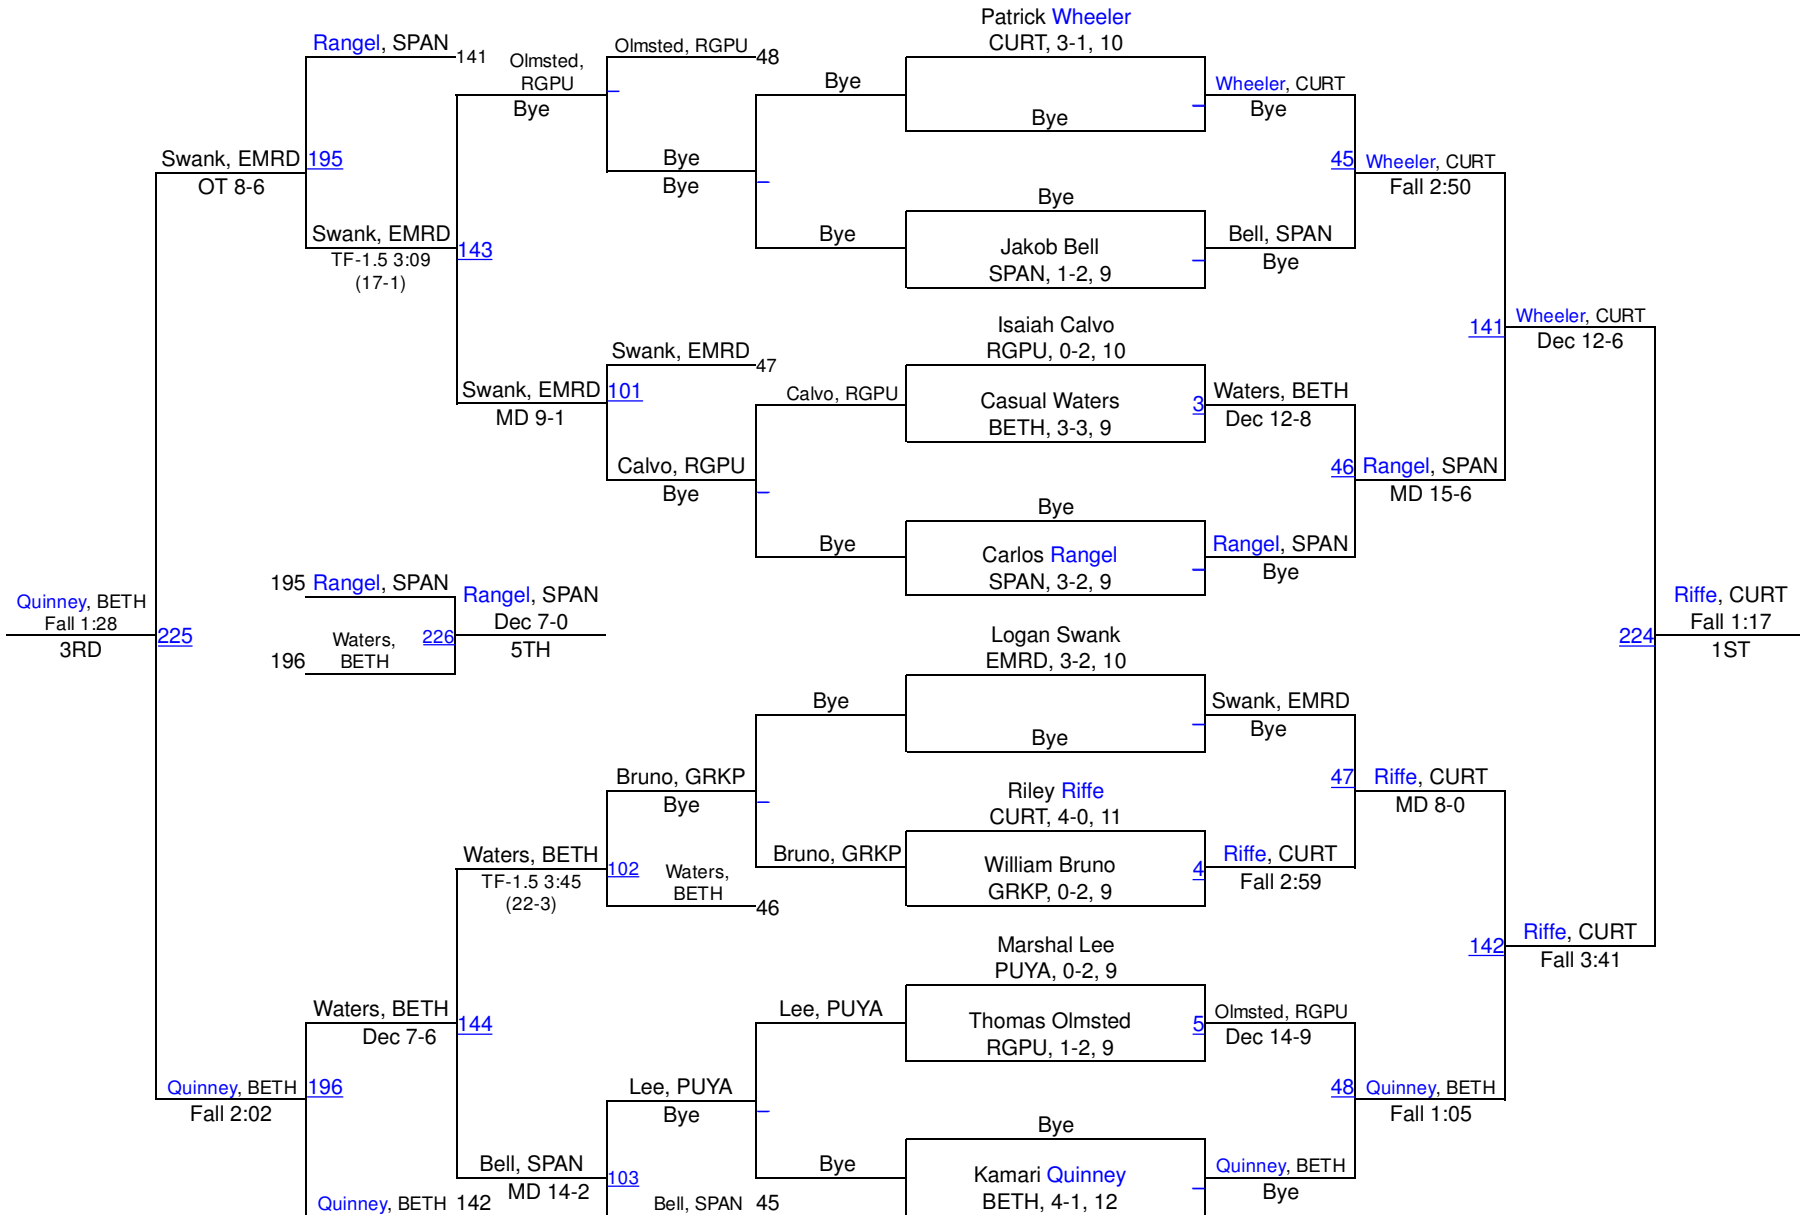 Patrick Wheeler
CURT, 3-1, 10
Rangel, SPAN
141
Olmsted,
RGPU
Bye
Olmsted, RGPU
48
Bye
Bye
Wheeler, CURT
Bye
Swank, EMRD
OT 8-6
195
Bye
Bye
45
Wheeler, CURT
Fall 2:50
Swank, EMRD
TF-1.5 3:09
(17-1)
143
Bye
Bye
Jakob Bell
SPAN, 1-2, 9
Bell, SPAN
Bye
Isaiah Calvo
RGPU, 0-2, 10
141
Wheeler, CURT
Dec 12-6
Swank, EMRD
47
Swank, EMRD
MD 9-1
101
Calvo, RGPU
Casual Waters
BETH, 3-3, 9
3
Waters, BETH
Dec 12-8
Calvo, RGPU
Bye
46
Rangel, SPAN
MD 15-6
Bye
Bye
Carlos Rangel
SPAN, 3-2, 9
Rangel, SPAN
Bye
195
Rangel, SPAN
Rangel, SPAN
Dec 7-0
5TH
226
196
Waters,
BETH
Quinney, BETH
Fall 1:28
3RD
225
Riffe, CURT
Fall 1:17
1ST
224
Logan Swank
EMRD, 3-2, 10
Bye
Bye
Swank, EMRD
Bye
Bruno, GRKP
Bye
Riley Riffe
CURT, 4-0, 11
47
Riffe, CURT
MD 8-0
Waters, BETH
TF-1.5 3:45
(22-3)
102
Waters,
BETH
46
Bruno, GRKP
William Bruno
GRKP, 0-2, 9
4
Riffe, CURT
Fall 2:59
Marshal Lee
PUYA, 0-2, 9
142
Riffe, CURT
Fall 3:41
Waters, BETH
Dec 7-6
144
Lee, PUYA
Thomas Olmsted
RGPU, 1-2, 9
5
Olmsted, RGPU
Dec 14-9
Quinney, BETH
Fall 2:02
196
Lee, PUYA
Bye
48
Quinney, BETH
Fall 1:05
Bye
Bell, SPAN
MD 14-2
103
Bye
Kamari Quinney
BETH, 4-1, 12
Quinney, BETH
Bye
Quinney, BETH
142
Bell, SPAN
45